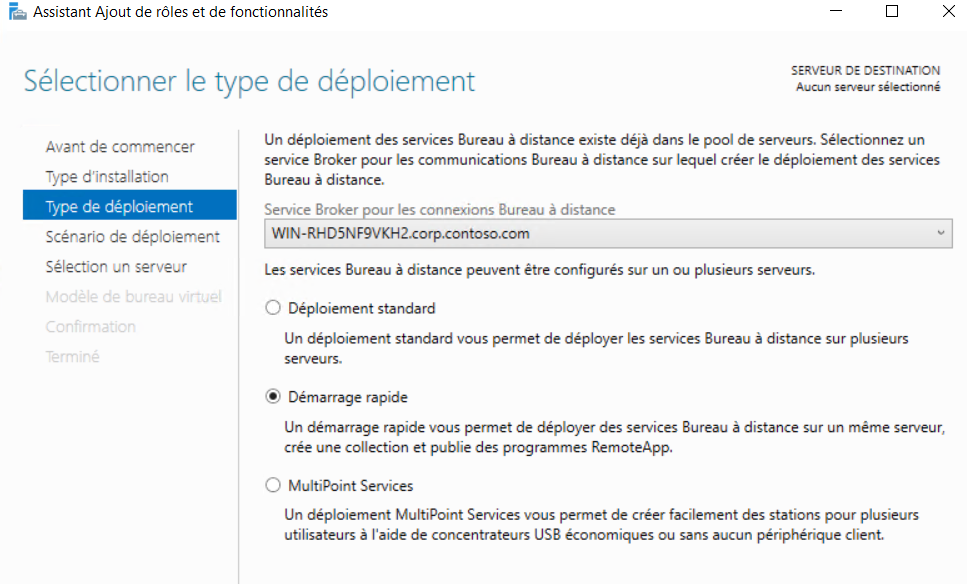 Assistant Ajout de rôles et de fonctionnalités
Sélectionner le type de déploiement
SERVEUR DE DESTINATION
Aucun serveur sélectionné
Avant de commencer
Type d'installation
Type de déploiement
Scénario de déploiement
Sélection un serveur
Modèle de bureau virtuel
Confirmation
Terminé
Un déploiement des services Bureau à distance existe déjà dans le pool de serveurs. Sélectionnez un
service Broker pour les communications Bureau à distance sur lequel créer le déploiement des services
Bureau à distance.
Service Broker pour les connexions Bureau à distance
WIN-RHD5NF9VKH2.corp.contoso.com
Les services Bureau à distance peuvent être configurés sur un ou plusieurs serveurs.
Déploiement standard
Un déploiement standard vous permet de déployer les services Bureau à distance sur plusieurs
serveurs.
Démarrage rapide
Un démarrage rapide vous permet de déployer des services Bureau à distance sur un même serveur,
crée une collection et publie des programmes RemoteApp.
MultiPoint Services
Un déploiement MultiPoint Services vous permet de créer facilement des stations pour plusieurs
utilisateurs à l'aide de concentrateurs USB économiques ou sans aucun périphérique client.